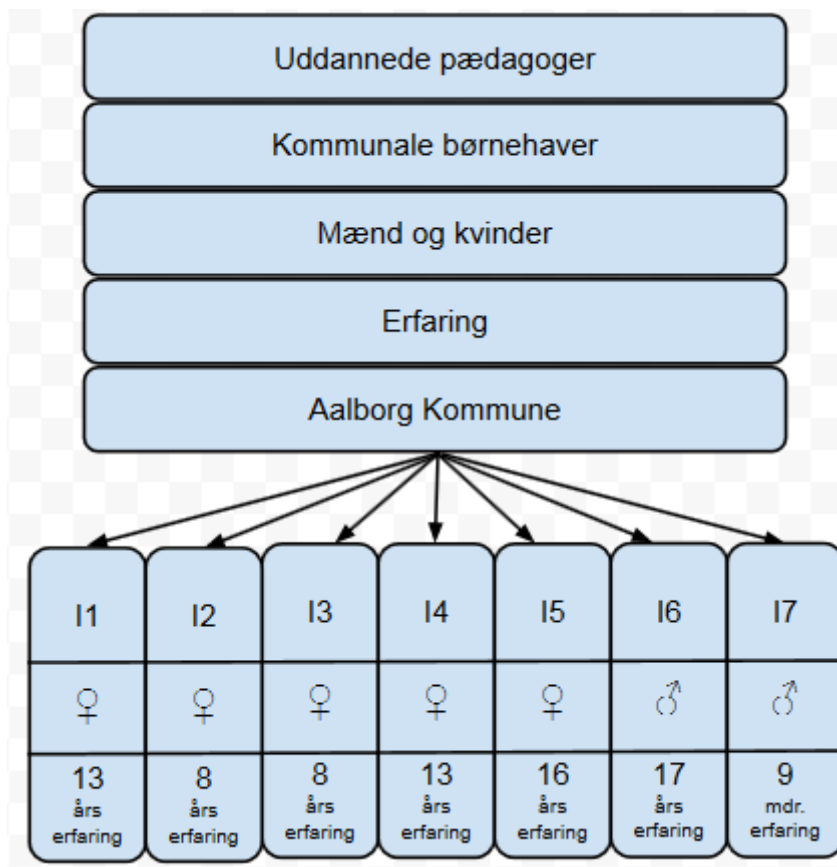 Uddannede pædagoger
Kommunale børnehaver
Mænd og kvinder
Erfaring
Aalborg Kommune
I1 I2 I3 I4 I5 I6 I7
♀ ♀ ♀ ♀ ♀ ♂ ♂
13 8 8 13 16 17 9
års års års års års års mdr.
erfaring erfaring erfaring erfaring erfaring erfaring erfaring